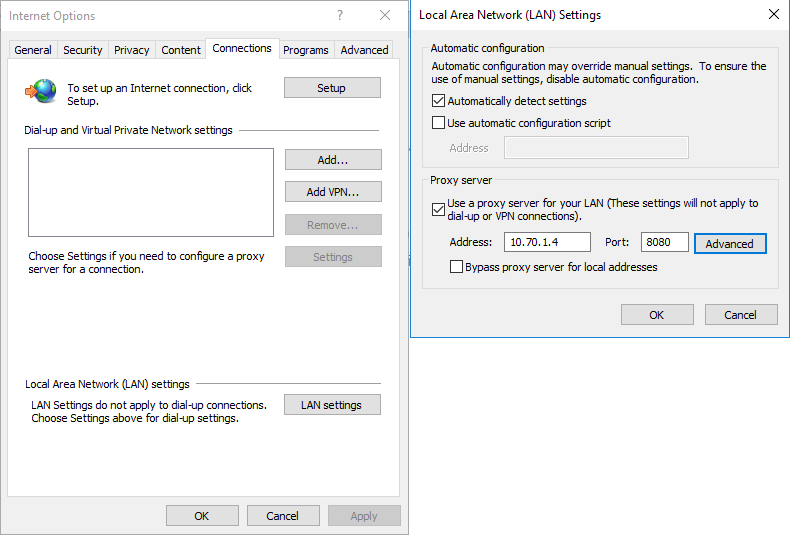 Internet Options
?
General
Security
Privacy
Content
Connections
Programs
Advanced
To set up an Internet connection, click
Setup.
Setup
Dial-up and Virtual Private Network settings
Add...
Add VPN...
Remove...
Choose Settings if you need to configure a proxy
server for a connection.
Settings
Local Area Network (LAN) settings
LAN Settings do not apply to dial-up connections.
Choose Settings above for dial-up settings.
LAN settings
OK
Cancel
Apply
Local Area Network (LAN) Settings
Automatic configuration
Automatic configuration may override manual settings. To ensure the
use of manual settings, disable automatic configuration.
Automatically detect settings
Use automatic configuration script
Address
Proxy server
Use a proxy server for your LAN (These settings will not apply to
dial-up or VPN connections).
Address: 10.70.1.4 Port: 8080 Advanced
Bypass proxy server for local addresses
OK
Cancel